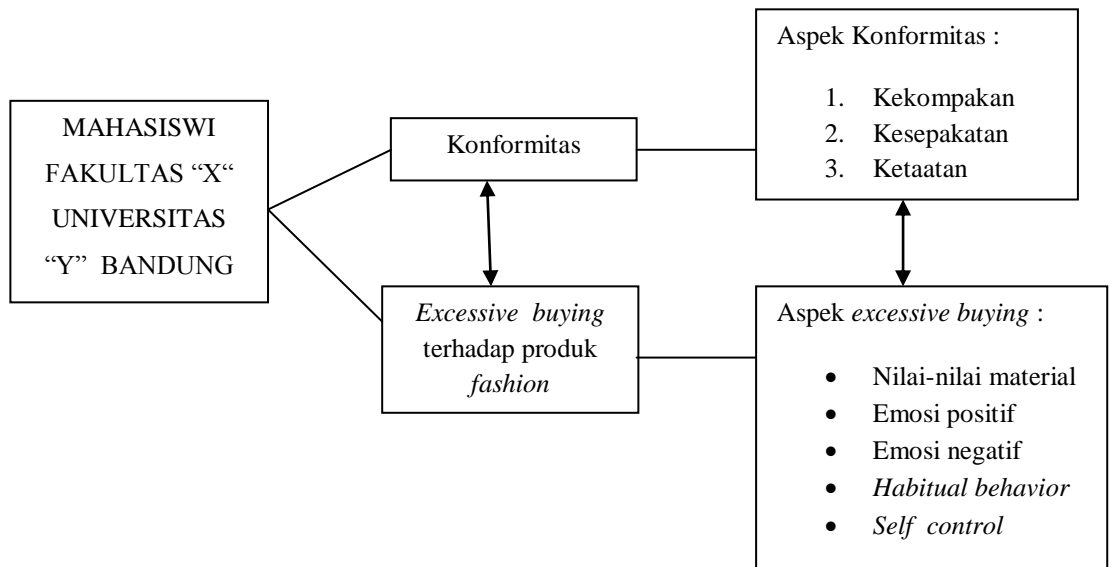 MAHASISWI
FAKULTAS “X“
UNIVERSITAS
“Y” BANDUNG
Konformitas
Excessive buying
terhadap produk
fashion
Aspek Konformitas :
1. Kekompakan
2. Kesepakatan
3. Ketaatan
Aspek excessive buying :
• Nilai-nilai material
• Emosi positif
• Emosi negatif
• Habitual behavior
• Self control